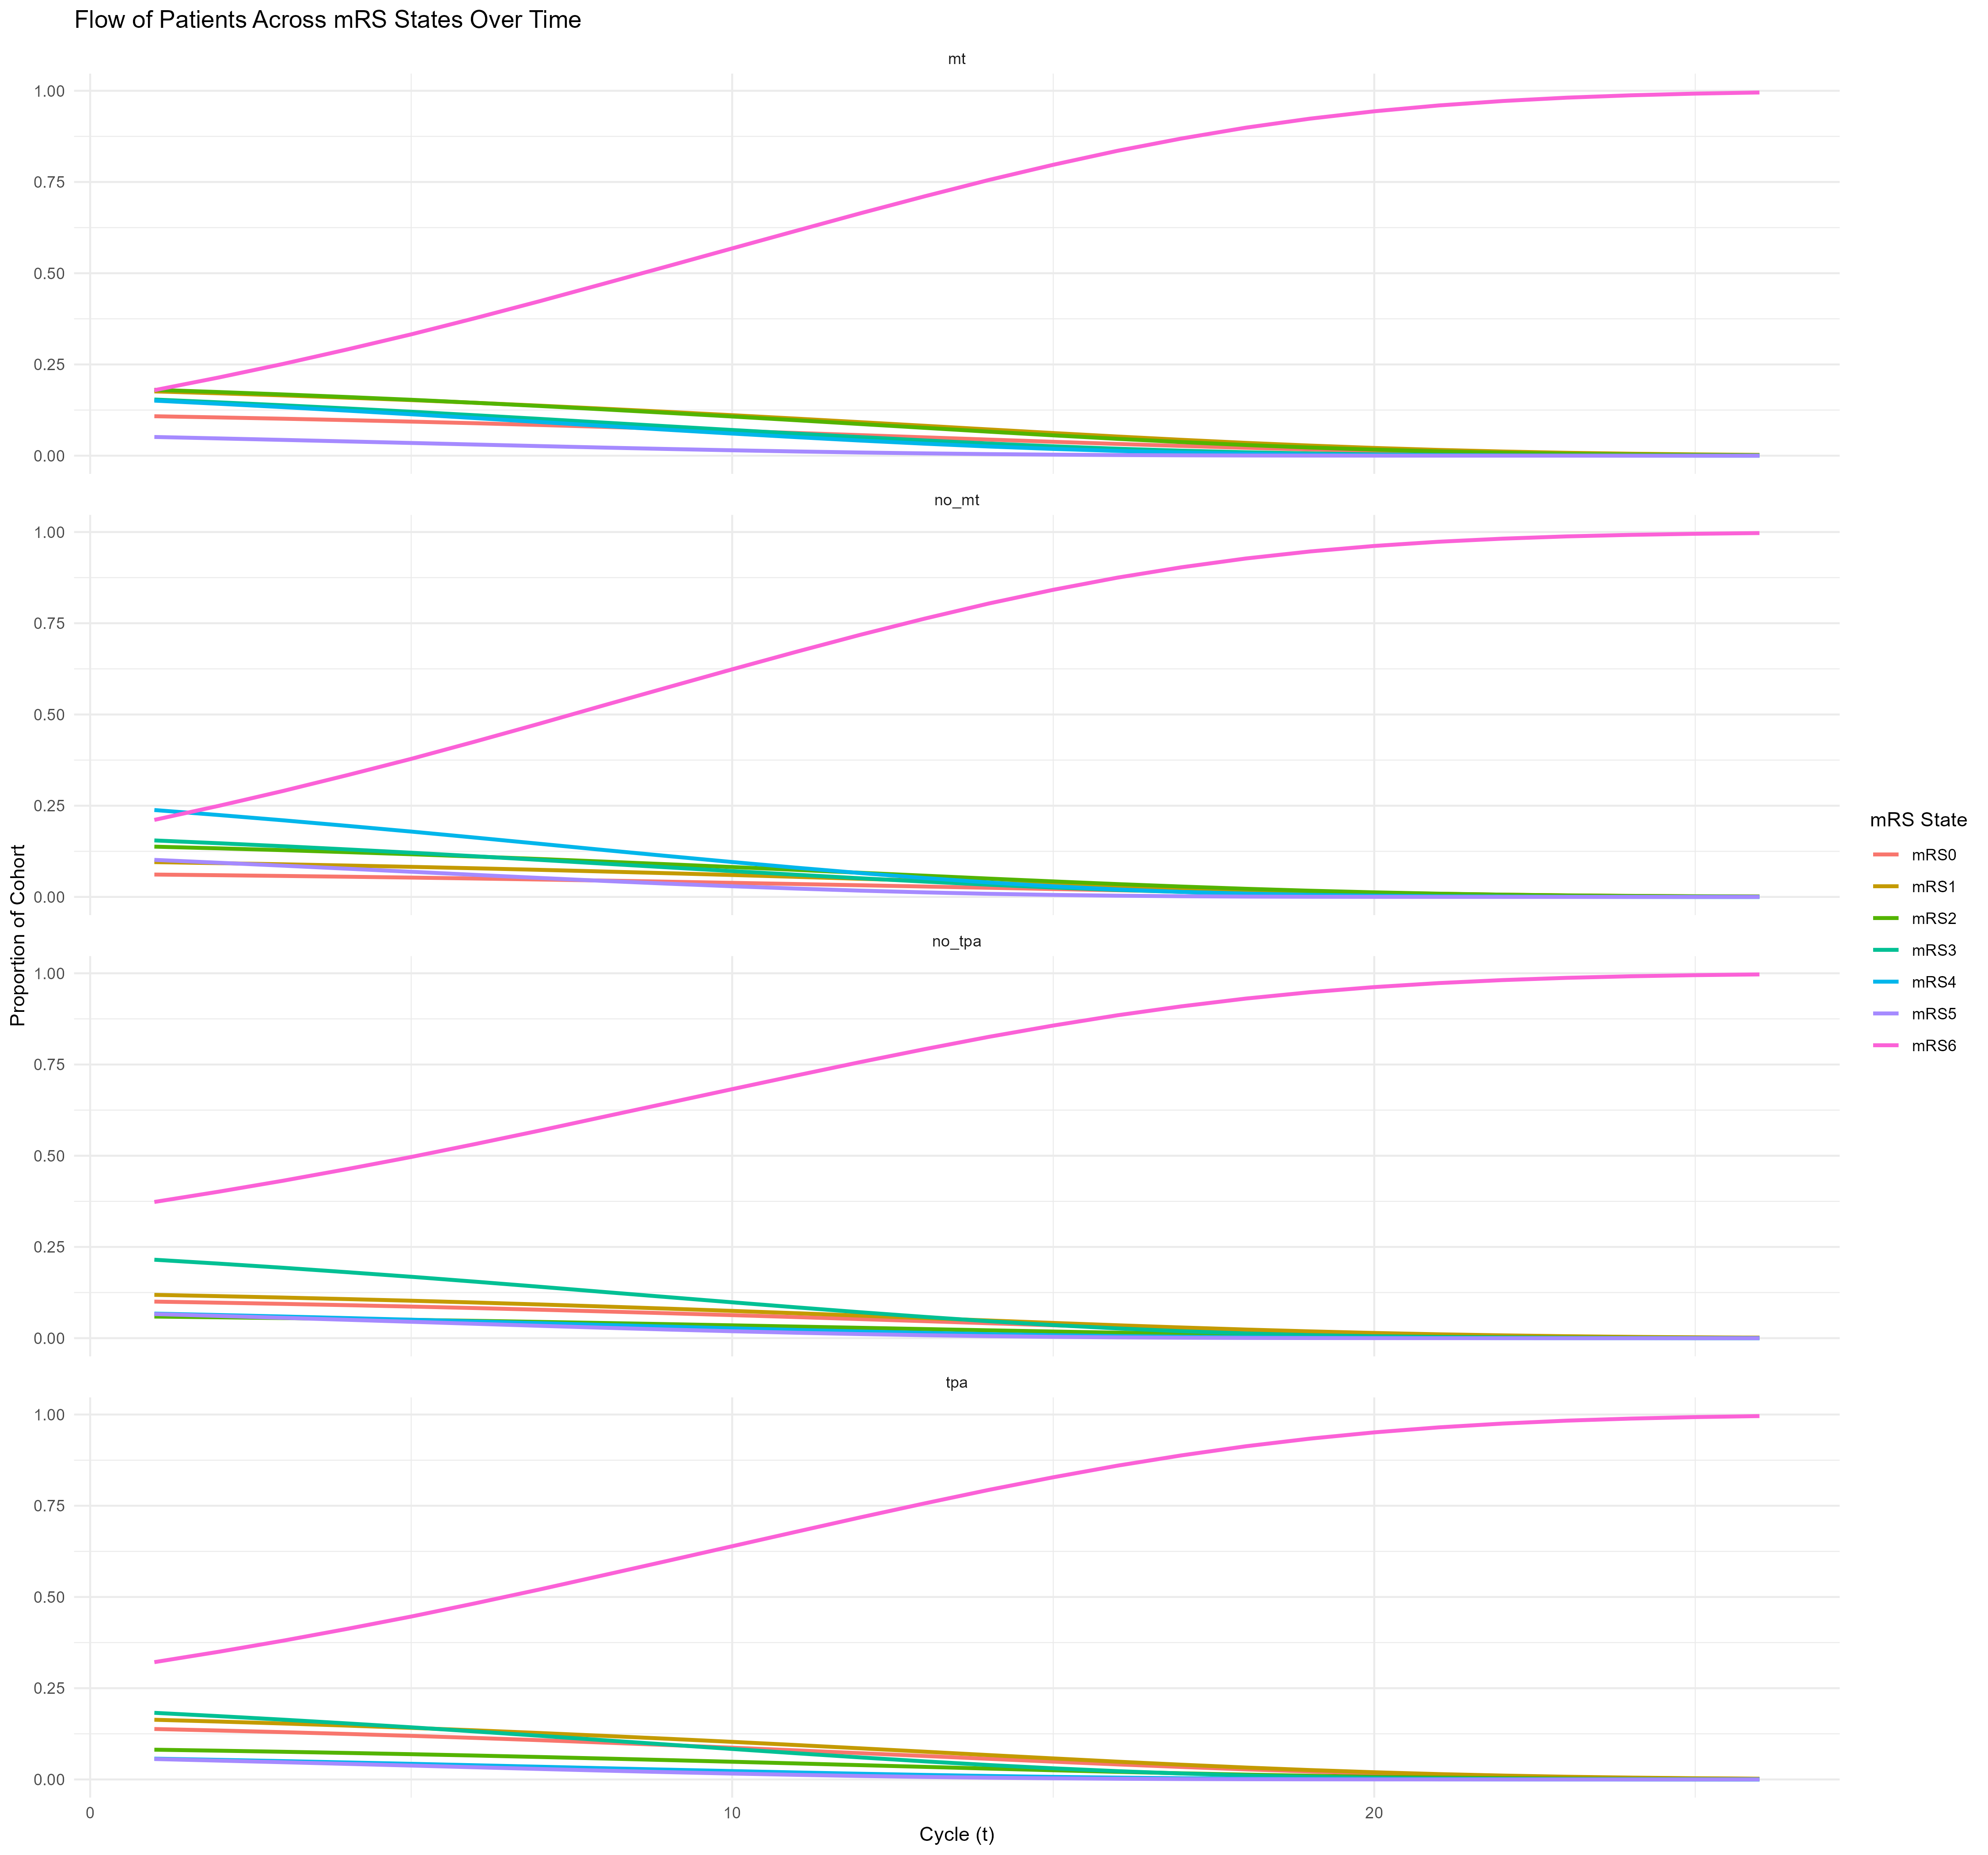 Flow of Patients Across mRS States Over Time
mt
1.00
0.75
0.50
0.25
0.00
no_mt
1.00
0.75
0.50
0.25
0.00
no_tpa
1.00
0.75
0.50
0.25
0.00
tpa
1.00
0.75
0.50
0.25
0.00
0 10 20
Cycle (t)
Proportion of Cohort
mRS State
mRS0
mRS1
mRS2
mRS3
mRS4
mRS5
mRS6